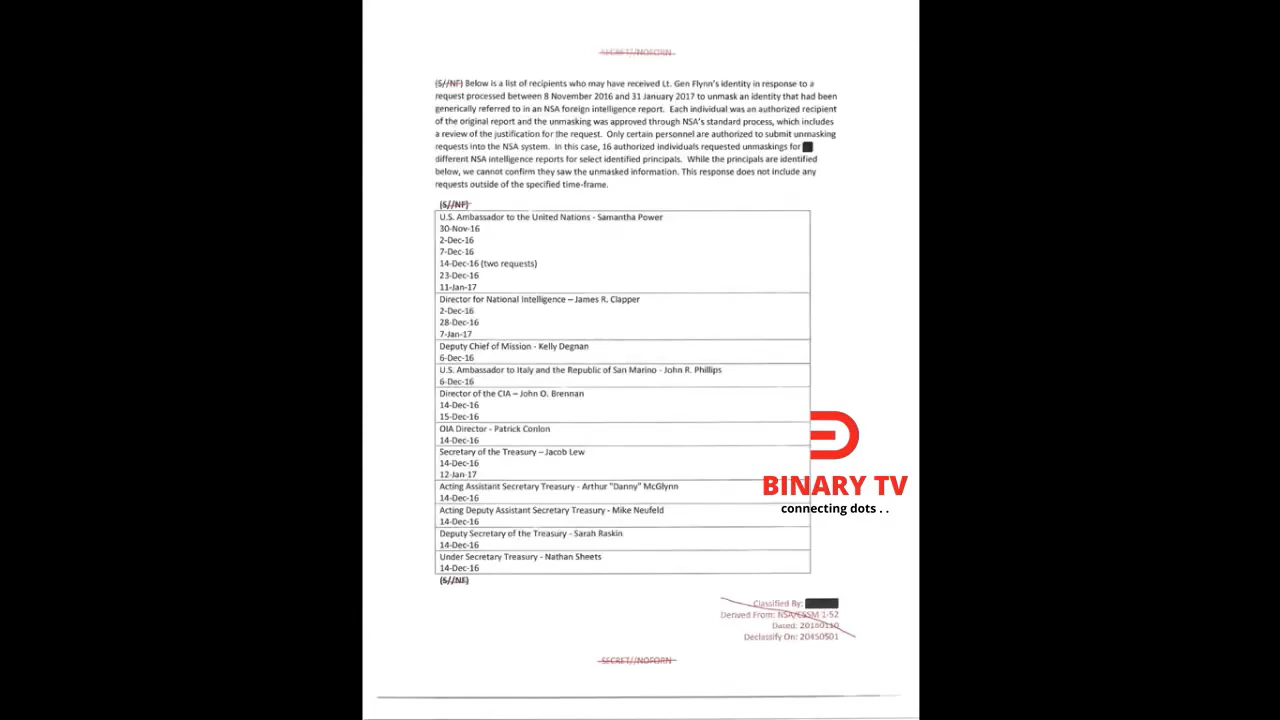 SECRET//NOFORN
(S//NF) Below is a list of recipients who may have received Lt. Gen Flynn's identity in response to a
request processed between 8 November 2016 and 31 January 2017 to unmask an identity that had been
generically referred to in an NSA foreign intelligence report. Each individual was an authorized recipient
of the original report and the unmasking was approved through NSA's standard process, which includes
a review of the justification for the request. Only certain personnel are authorized to submit unmasking
requests into the NSA system. In this case, 16 authorized individuals requested unmaskings for
different NSA intelligence reports for select identified principals. While the principals are identified
below, we cannot confirm they saw the unmasked information. This response does not include any
requests outside of the specified time-frame.
(S//NF)
U.S. Ambassador to the United Nations - Samantha Power
30-Nov-16
2-Dec-16
7-Dec-16
14-Dec-16 (two requests)
23-Dec-16
11-Jan-17
Director for National Intelligence – James R. Clapper
2-Dec-16
28-Dec-16
7-Jan-17
Deputy Chief of Mission - Kelly Degnan
6-Dec-16
U.S. Ambassador to Italy and the Republic of San Marino - John R. Phillips
6-Dec-16
Director of the CIA – John O. Brennan
14-Dec-16
15-Dec-16
OIA Director - Patrick Conlon
14-Dec-16
Secretary of the Treasury – Jacob Lew
14-Dec-16
12-Jan-17
Acting Assistant Secretary Treasury - Arthur "Danny" McGlynn
14-Dec-16
Acting Deputy Assistant Secretary Treasury - Mike Neufeld
14-Dec-16
Deputy Secretary of the Treasury - Sarah Raskin
14-Dec-16
Under Secretary Treasury - Nathan Sheets
14-Dec-16
(S//NF)
BINARY TV
connecting dots . .
Classified By:
Derived From: NSA/CSSM 1-52
Dated: 20180110
Declassify On: 20450501
SECRET//NOFORN